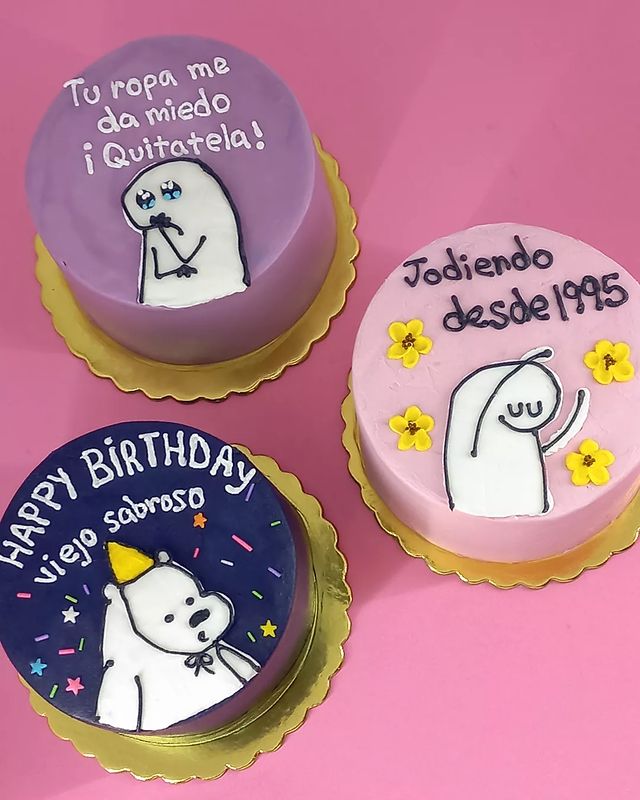 Tu ropa me
da miedo
¡Quitatela!
Jodiendo
desde 1995
HAPPY BiRTHDAY
viejo sabroso